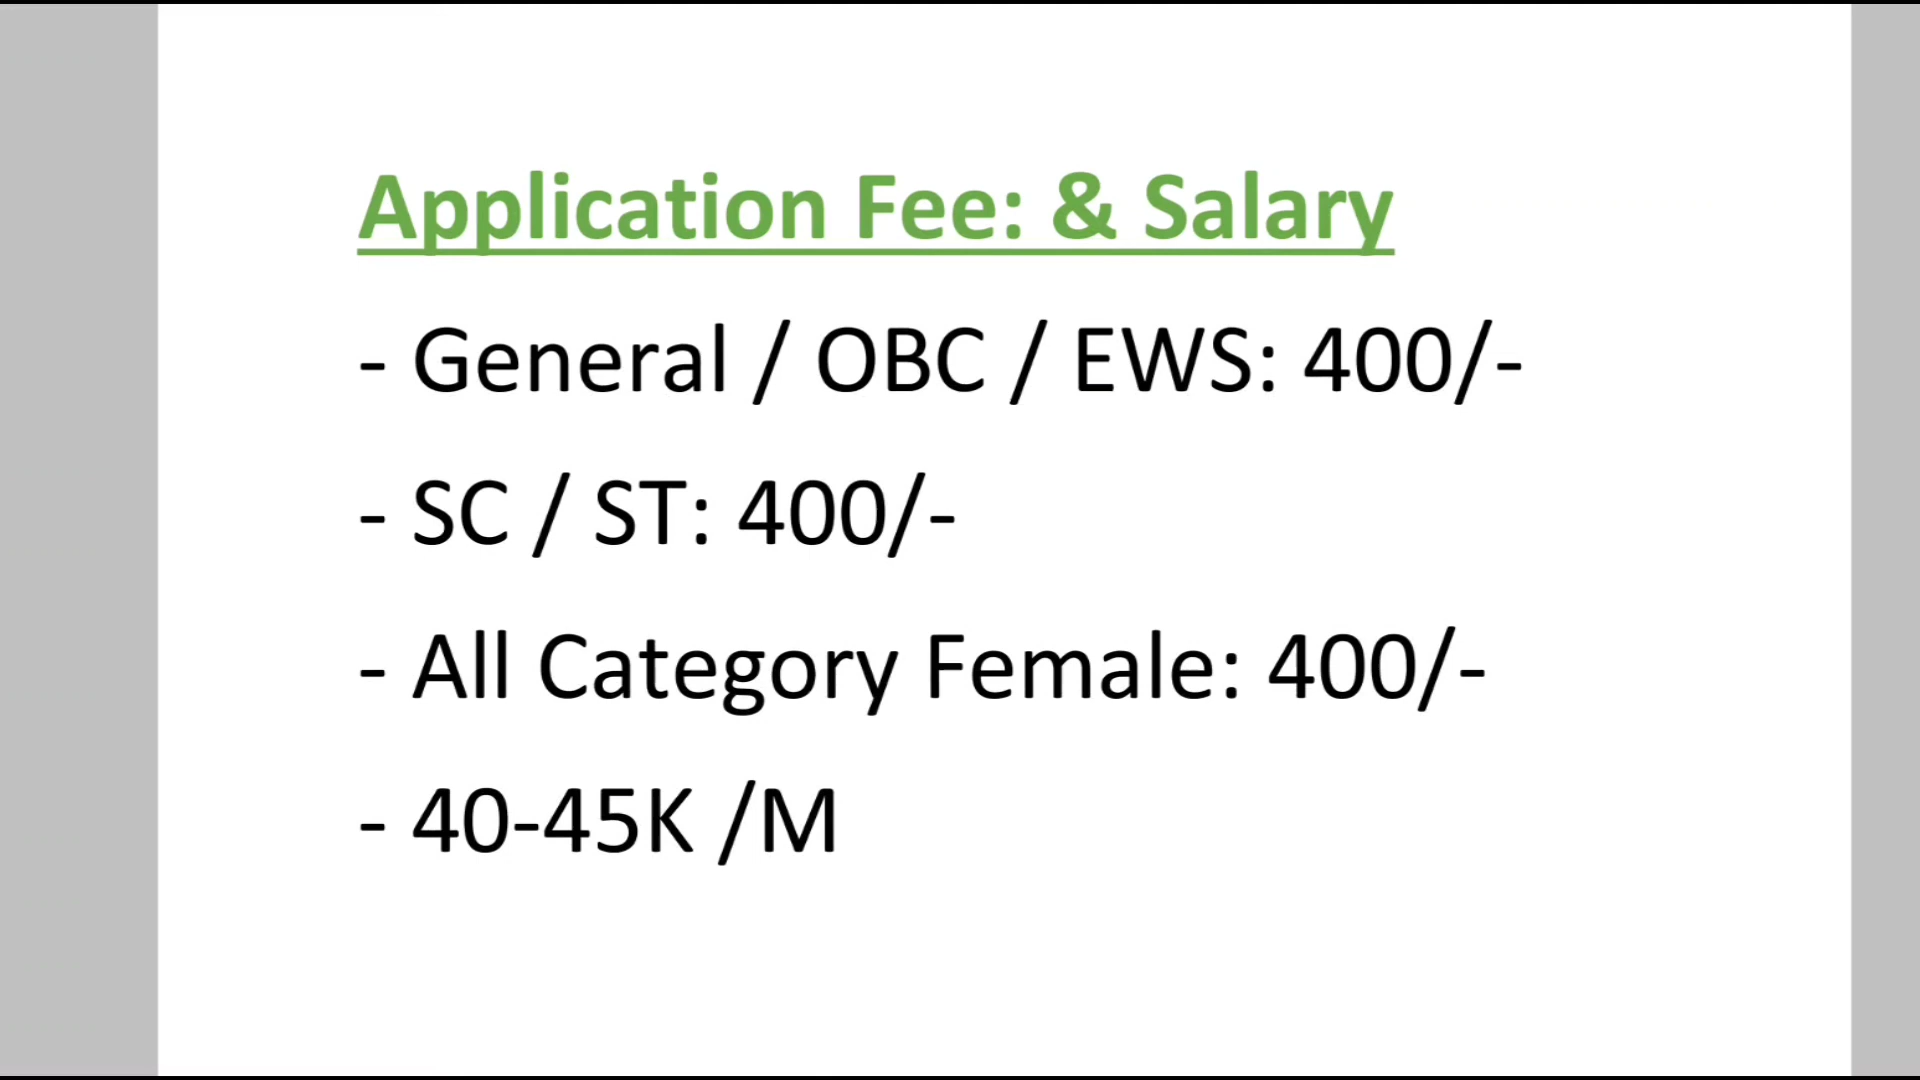 Application Fee: & Salary
- General / OBC / EWS: 400/-
- SC / ST: 400/-
- All Category Female: 400/-
- 40-45K /M